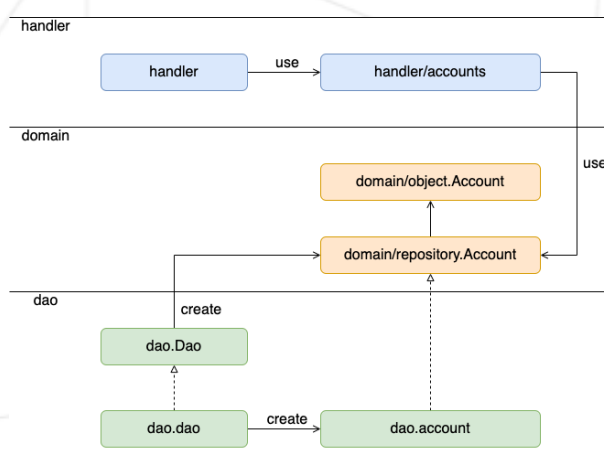 handler
handler
use
handler/accounts
domain
use
domain/object.Account
domain/repository.Account
dao
create
dao.Dao
dao.dao
create
dao.account